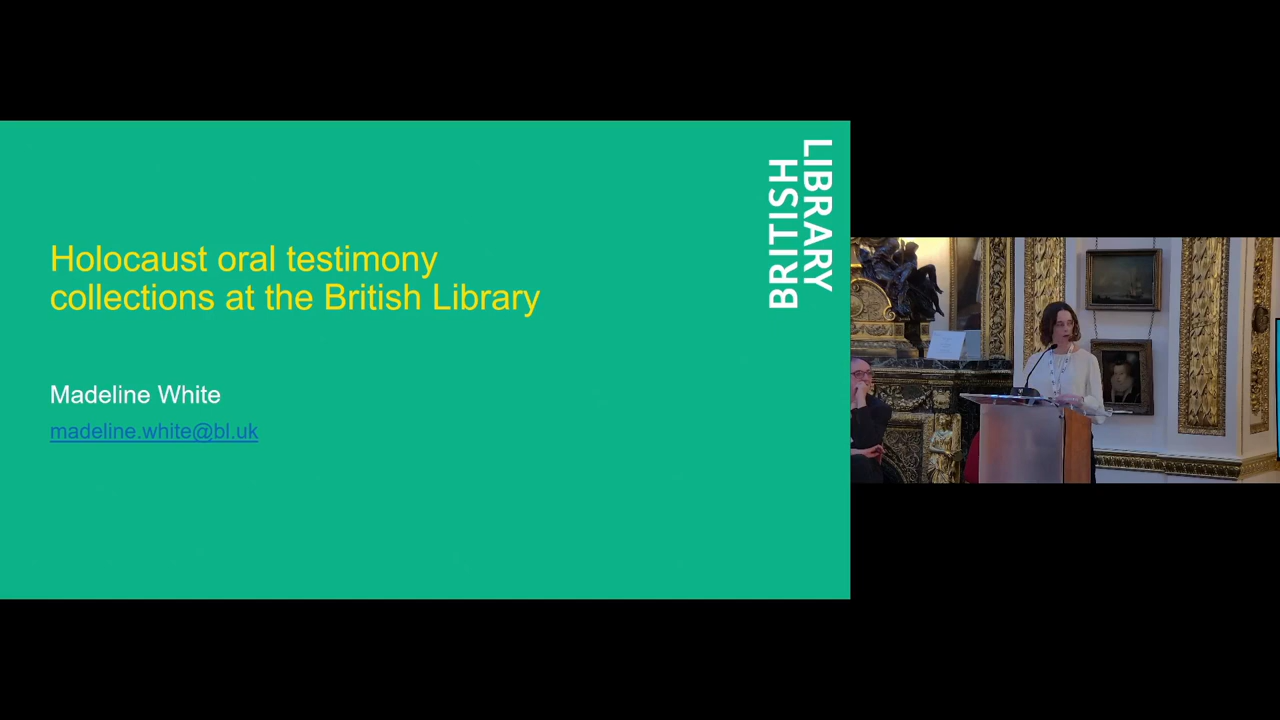 Holocaust oral testimony
collections at the British Library
Madeline White
madeline.white@bl.uk
BRITISH
LIBRARY